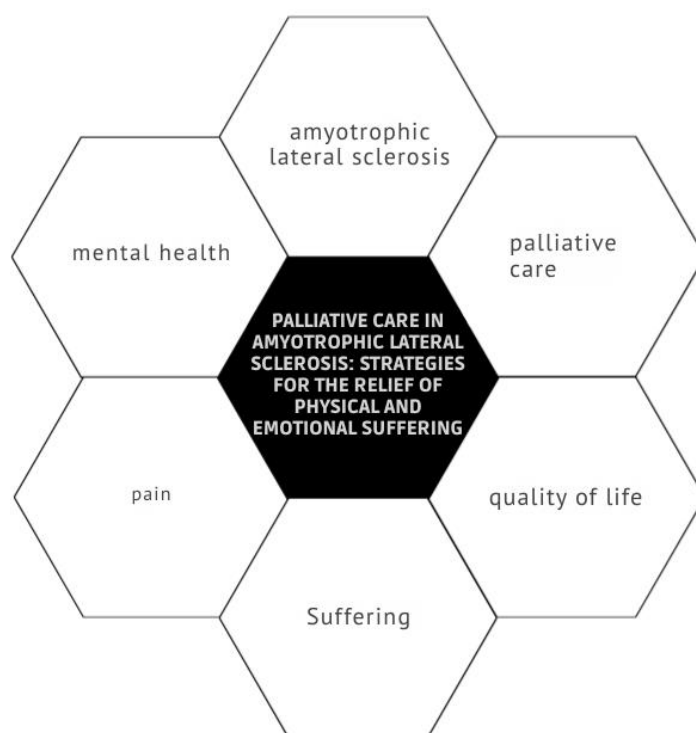 amyotrophic
lateral sclerosis
mental health
palliative
care
PALLIATIVE CARE IN
AMYOTROPHIC LATERAL
SCLEROSIS: STRATEGIES
FOR THE RELIEF OF
PHYSICAL AND
EMOTIONAL SUFFERING
pain
quality of life
Suffering